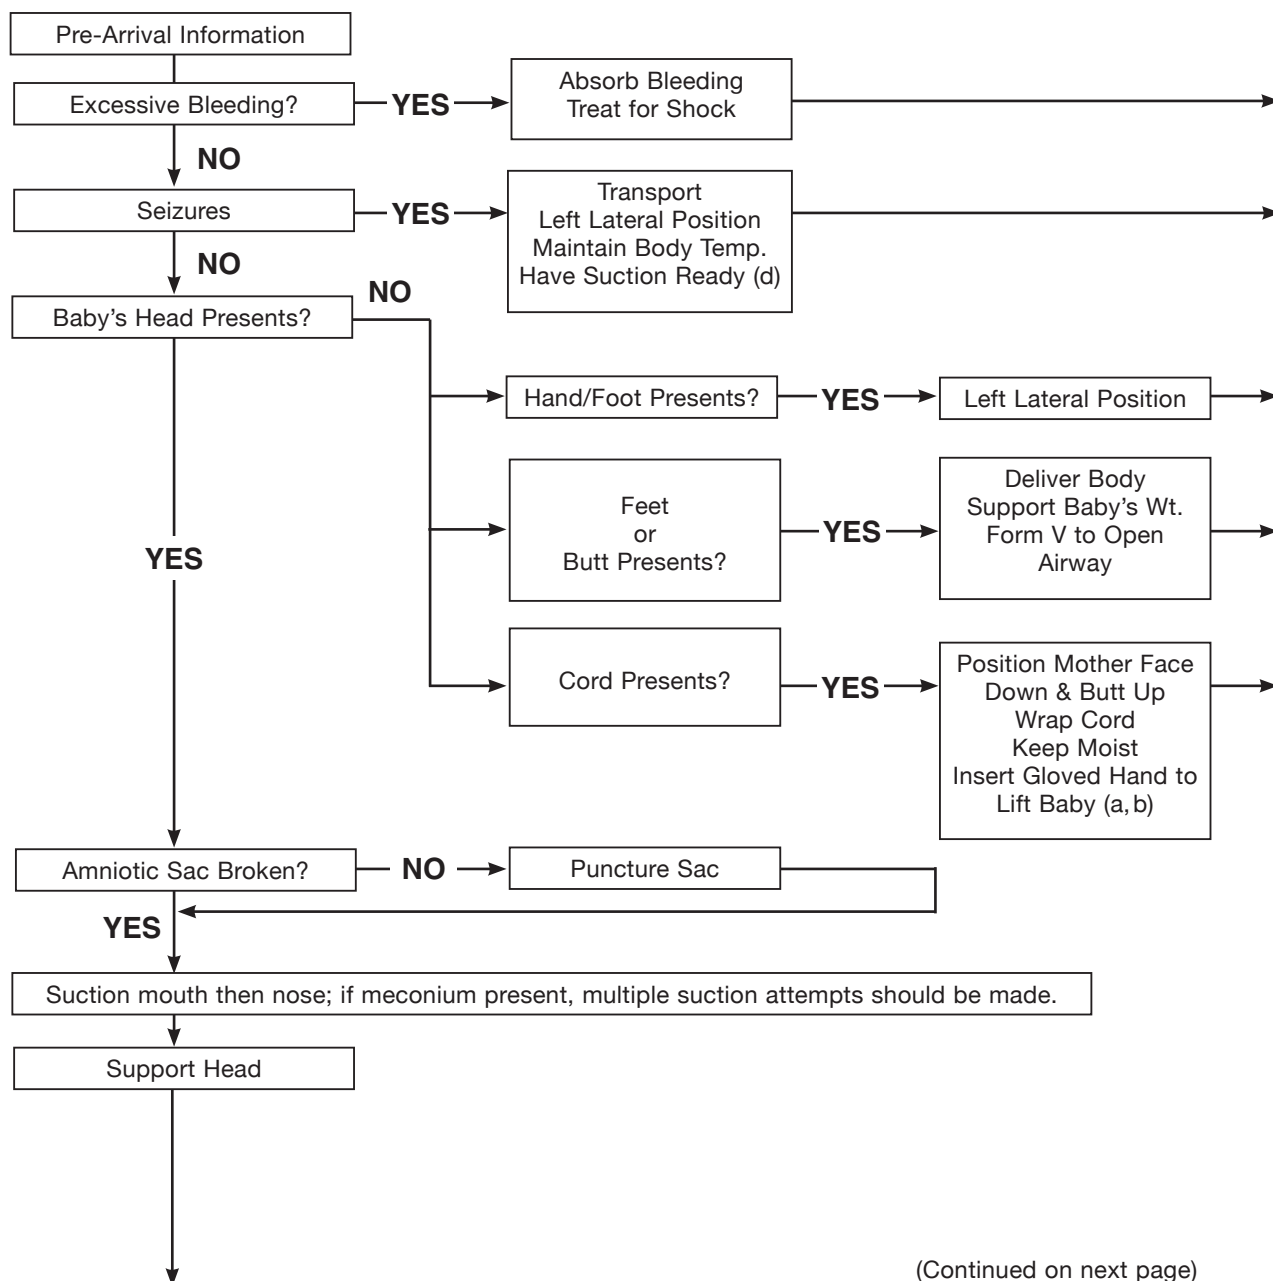 Pre-Arrival Information
Excessive Bleeding?
YES
Absorb Bleeding
Treat for Shock
NO
Seizures
YES
Transport
Left Lateral Position
Maintain Body Temp.
Have Suction Ready (d)
NO
Baby's Head Presents?
NO
Hand/Foot Presents?
YES
Left Lateral Position
Feet
or
Butt Presents?
YES
Deliver Body
Support Baby's Wt.
Form V to Open
Airway
Cord Presents?
YES
Position Mother Face
Down & Butt Up
Wrap Cord
Keep Moist
Insert Gloved Hand to
Lift Baby (a, b)
YES
Amniotic Sac Broken?
NO
Puncture Sac
YES
Suction mouth then nose; if meconium present, multiple suction attempts should be made.
Support Head
(Continued on next page)